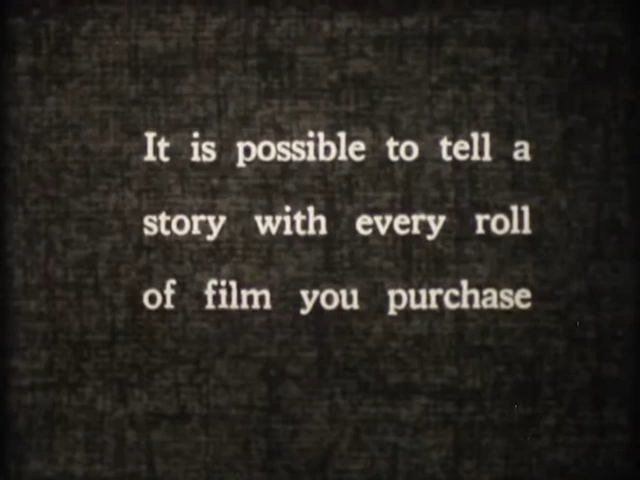 It is possible to tell a
story with every roll
of film you purchase